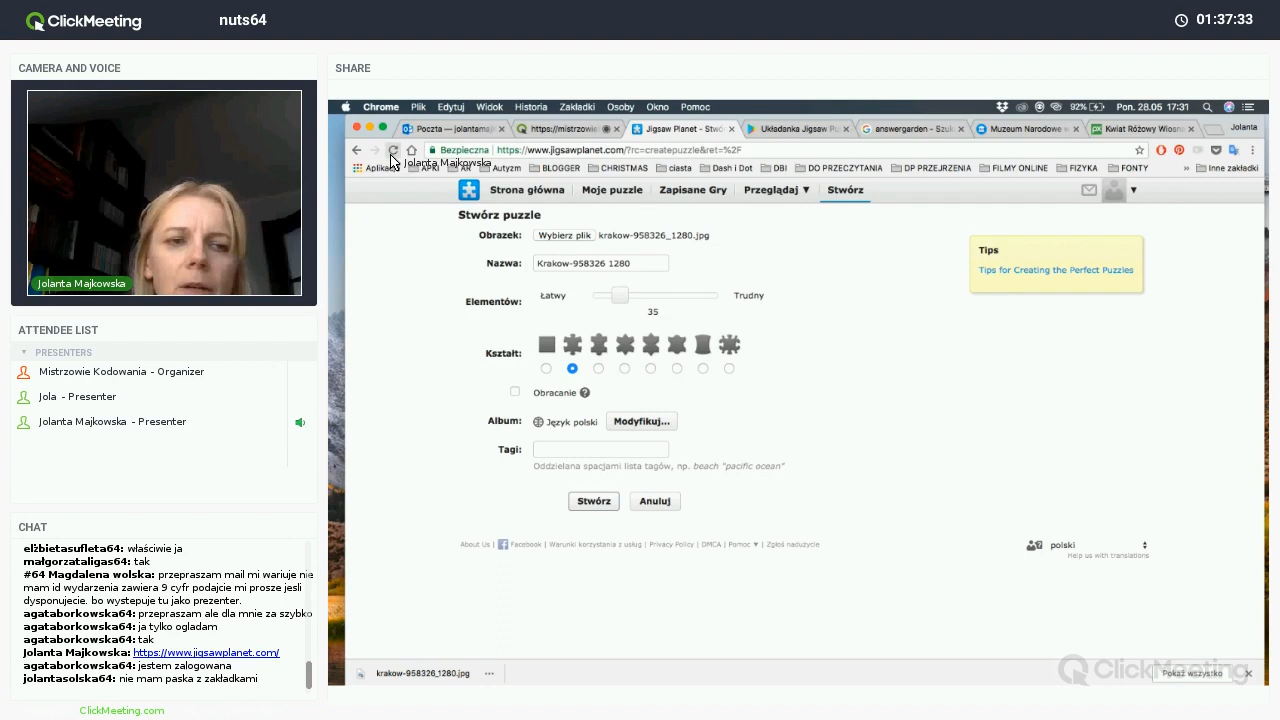 ClickMeeting
nuts64
01:37:33
CAMERA AND VOICE
Jolanta Majkowska
ATTENDEE LIST
PRESENTERS
Mistrzowie Kodowania - Organizer
Jola - Presenter
Jolanta Majkowska - Presenter
CHAT
elżbietasufleta64: właściwie ja
małgorzataligas64: tak
#64 Magdalena wolska: przepraszam mail mi wariuje nie
mam id wydarzenia zawiera 9 cyfr podajcie mi prosze jesli
dysponujecie. bo wystepuje tu jako prezenter.
agataborkowska64: przepraszam ale dla mnie za szybko
agataborkowska64: ja tylko ogladam
agataborkowska64: tak
Jolanta Majkowska: https://www.jigsawplanet.com/
agataborkowska64: jestem zalogowana
jolantasolska64: nie mam paska z zakładkami
ClickMeeting.com
SHARE
Chrome Plik Edytuj Widok Historia Zakładki Osoby Okno Pomoc
92% Pon. 28.05 17:31
Poczta — jolantamajk
https://mistrzowie
Jigsaw Planet - Stwó
Układanka Jigsaw Pu
answergarden - Szuk
Muzeum Narodowe w
Kwiat Różowy Wiosna
Jolanta
Bezpieczna https://www.jigsawplanet.com/?rc=createpuzzle&ret=%2F
Jolanta Majkowska
Aplikacje APKI AR Autyzm BLOGGER CHRISTMAS ciasta Dash i Dot DBI DO PRZECZYTANIA DP PRZEJRZENIA FILMY ONLINE FIZYKA FONTY » Inne zakładki
Strona główna Moje puzzle Zapisane Gry Przeglądaj ▼ Stwórz
Stwórz puzzle
Obrazek: Wybierz plik krakow-958326_1280.jpg
Nazwa: Krakow-958326 1280
Elementów: Łatwy Trudny
35
Kształt:
Obracanie
Album: Język polski Modyfikuj...
Tagi:
Oddzielana spacjami lista tagów, np. beach "pacific ocean"
Stwórz Anuluj
Tips
Tips for Creating the Perfect Puzzles
About Us | Facebook | Warunki korzystania z usług | Privacy Policy | DMCA | Pomoc ▼ | Zgłoś nadużycie
polski
Help us with translations
krakow-958326_1280.jpg
Pokaż wszystko
ClickMeeting